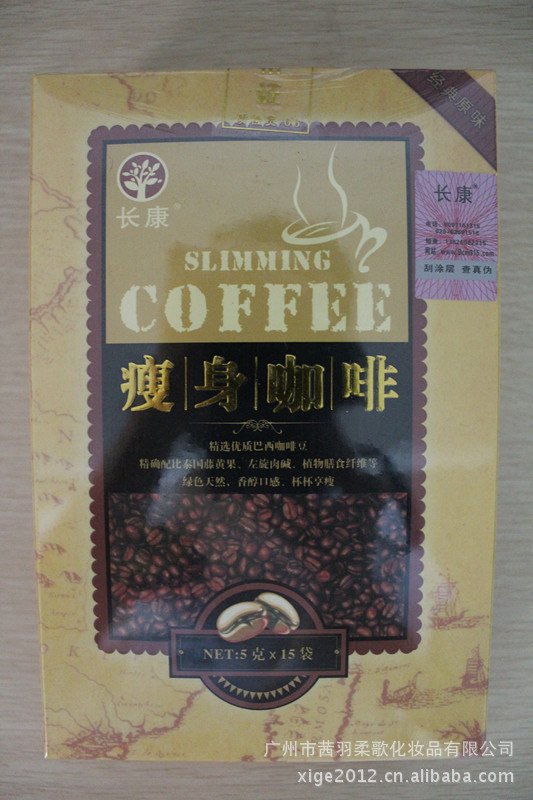 经典原味
长康®
长康®
刮涂层 查真伪
SLIMMING
COFFEE
瘦身咖啡
精选优质巴西咖啡豆
精确配比泰国藤黄果、左旋肉碱、植物膳食纤维等
绿色天然,香醇口感、杯杯享瘦
NET:5克×15袋
广州市茜羽柔歌化妆品有限公司
xige2012.cn.alibaba.com